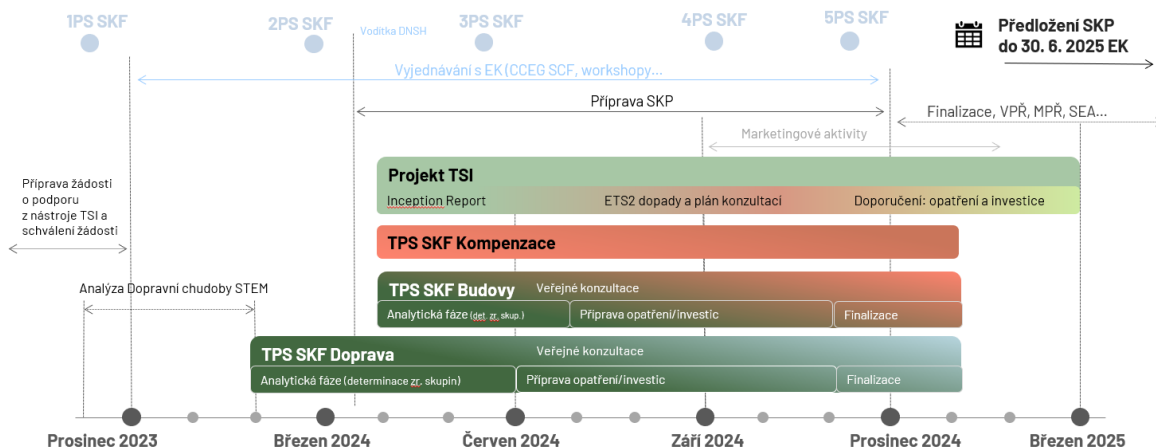 1PS SKF
2PS SKF
3PS SKF
4PS SKF
5PS SKF
Vodítka DNSH
Předložení SKP
do 30. 6. 2025 EK
Vyjednávání s EK (CCEG SCF, workshopy...
Příprava SKP
Finalizace, VPŘ, MPŘ, SEA...
Marketingové aktivity
Příprava žádosti
o podporu
z nástroje TSI a
schválení žádosti
Projekt TSI
Inception Report
ETS2 dopady a plán konzultací
Doporučení: opatření a investice
TPS SKF Kompenzace
Analýza Dopravní chudoby STEM
TPS SKF Budovy
Veřejné konzultace
Analytická fáze (det. zr. skup.)
Příprava opatření/investic
Finalizace
TPS SKF Doprava
Veřejné konzultace
Analytická fáze (determinace zr. skupin)
Příprava opatření/investic
Finalizace
Prosinec 2023
Březen 2024
Červen 2024
Září 2024
Prosinec 2024
Březen 2025